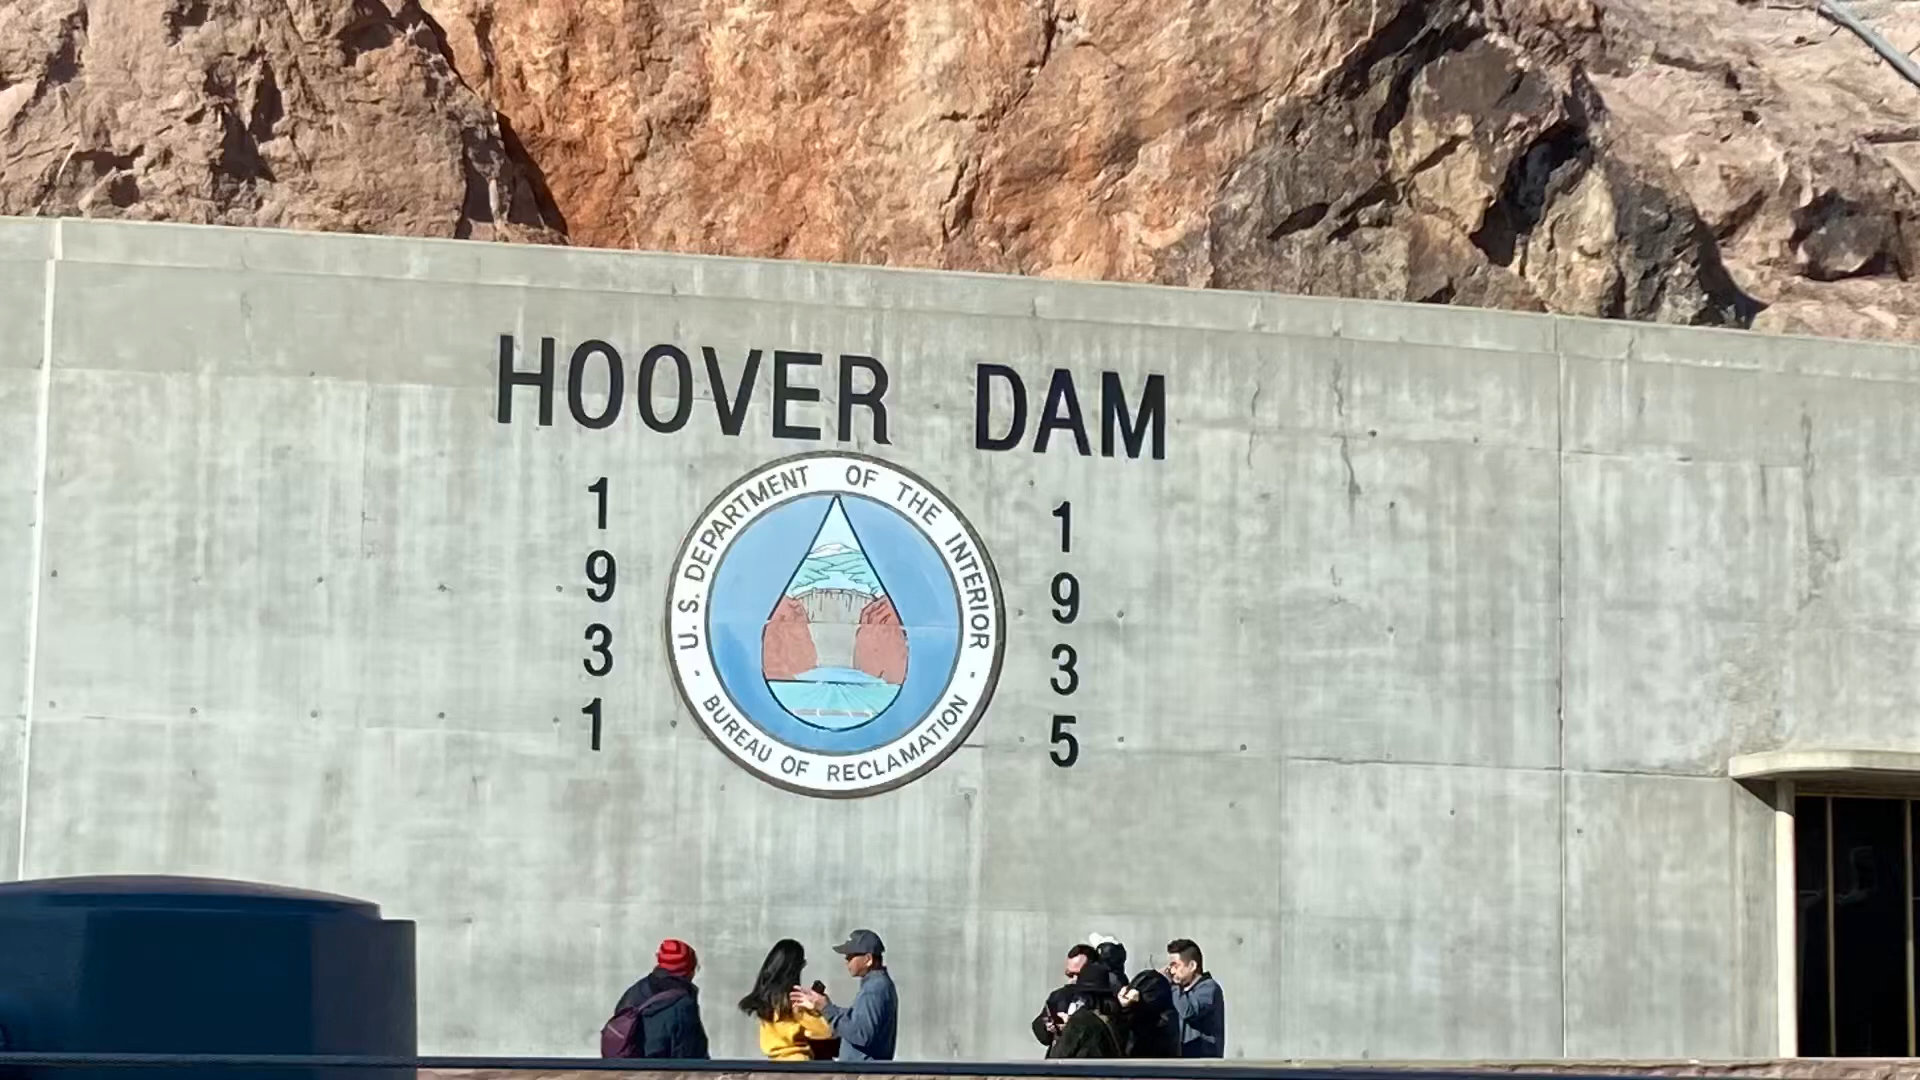 HOOVER DAM
1931
1935
U. S. DEPARTMENT OF THE INTERIOR
· BUREAU OF RECLAMATION ·